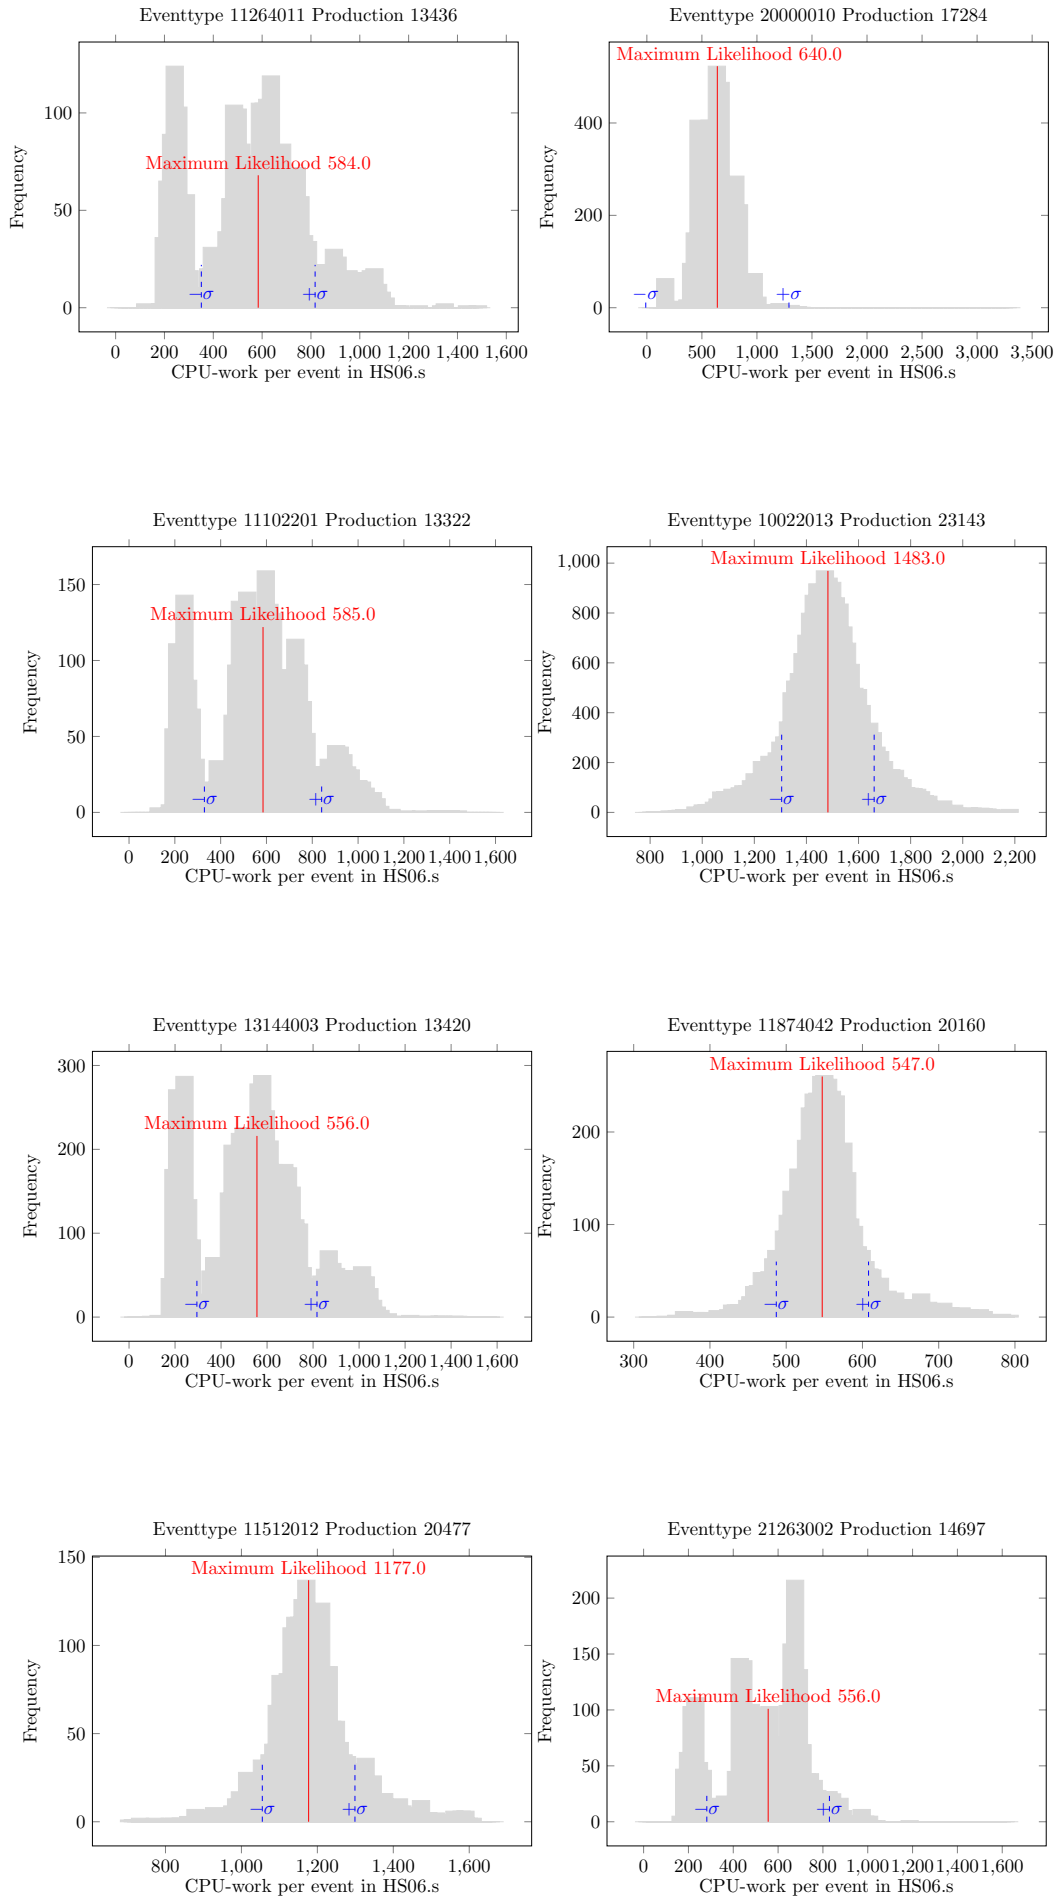 Eventtype 11264011 Production 13436
Maximum Likelihood 584.0
100
50
0
−σ
+σ
0 200 400 600 800 1,000 1,200 1,400 1,600
CPU-work per event in HS06.s
Frequency
Eventtype 20000010 Production 17284
Maximum Likelihood 640.0
400
200
0
−σ
+σ
0 500 1,000 1,500 2,000 2,500 3,000 3,500
CPU-work per event in HS06.s
Frequency
Eventtype 11102201 Production 13322
Maximum Likelihood 585.0
150
100
50
0
−σ
+σ
0 200 400 600 800 1,000 1,200 1,400 1,600
CPU-work per event in HS06.s
Frequency
Eventtype 10022013 Production 23143
Maximum Likelihood 1483.0
1,000
800
600
400
200
0
−σ
+σ
800 1,000 1,200 1,400 1,600 1,800 2,000 2,200
CPU-work per event in HS06.s
Frequency
Eventtype 13144003 Production 13420
Maximum Likelihood 556.0
300
200
100
0
−σ
+σ
0 200 400 600 800 1,000 1,200 1,400 1,600
CPU-work per event in HS06.s
Frequency
Eventtype 11874042 Production 20160
Maximum Likelihood 547.0
200
100
0
−σ
+σ
300 400 500 600 700 800
CPU-work per event in HS06.s
Frequency
Eventtype 11512012 Production 20477
Maximum Likelihood 1177.0
150
100
50
0
−σ
+σ
800 1,000 1,200 1,400 1,600
CPU-work per event in HS06.s
Frequency
Eventtype 21263002 Production 14697
Maximum Likelihood 556.0
200
150
100
50
0
−σ
+σ
0 200 400 600 800 1,000 1,200 1,400 1,600
CPU-work per event in HS06.s
Frequency